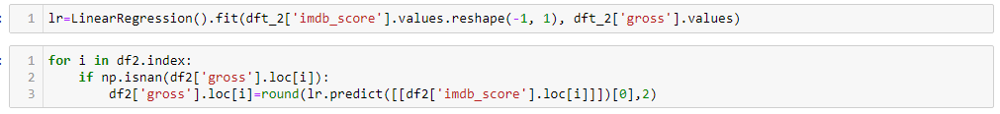 1 lr=LinearRegression().fit(dft_2['imdb_score'].values.reshape(-1, 1), dft_2['gross'].values)
1 for i in df2.index:
2     if np.isnan(df2['gross'].loc[i]):
3         df2['gross'].loc[i]=round(lr.predict([[df2['imdb_score'].loc[i]]])[0],2)